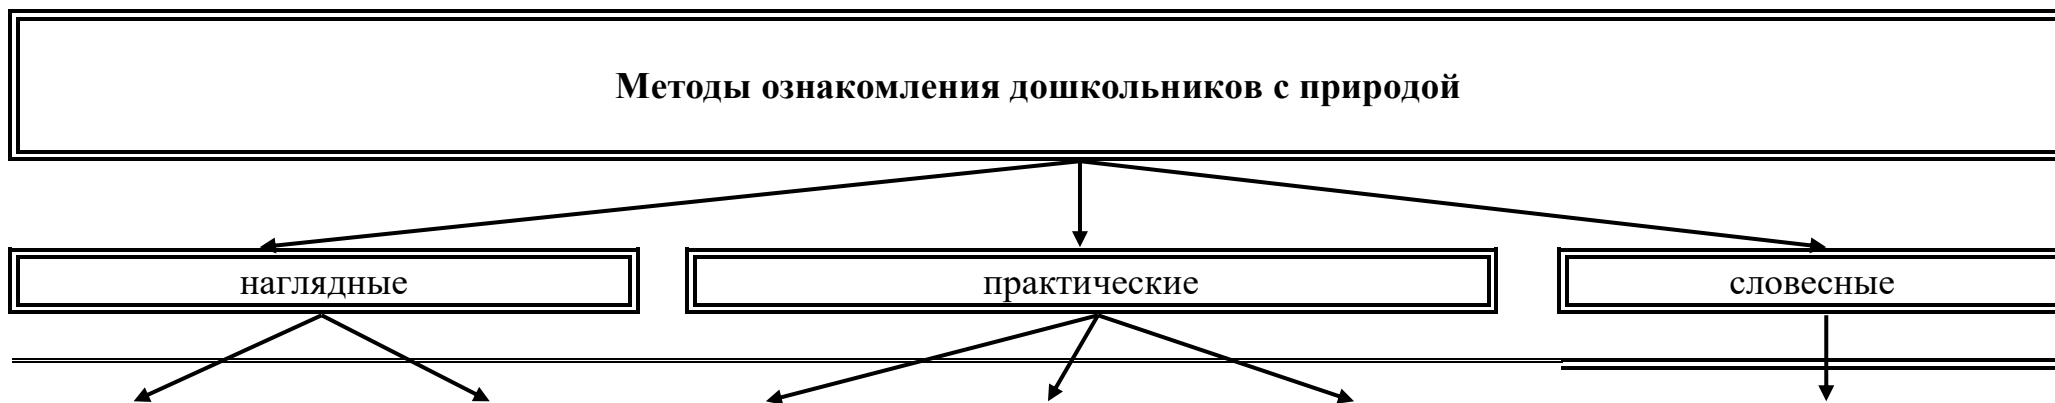 Методы ознакомления дошкольников с природой
наглядные
практические
словесные